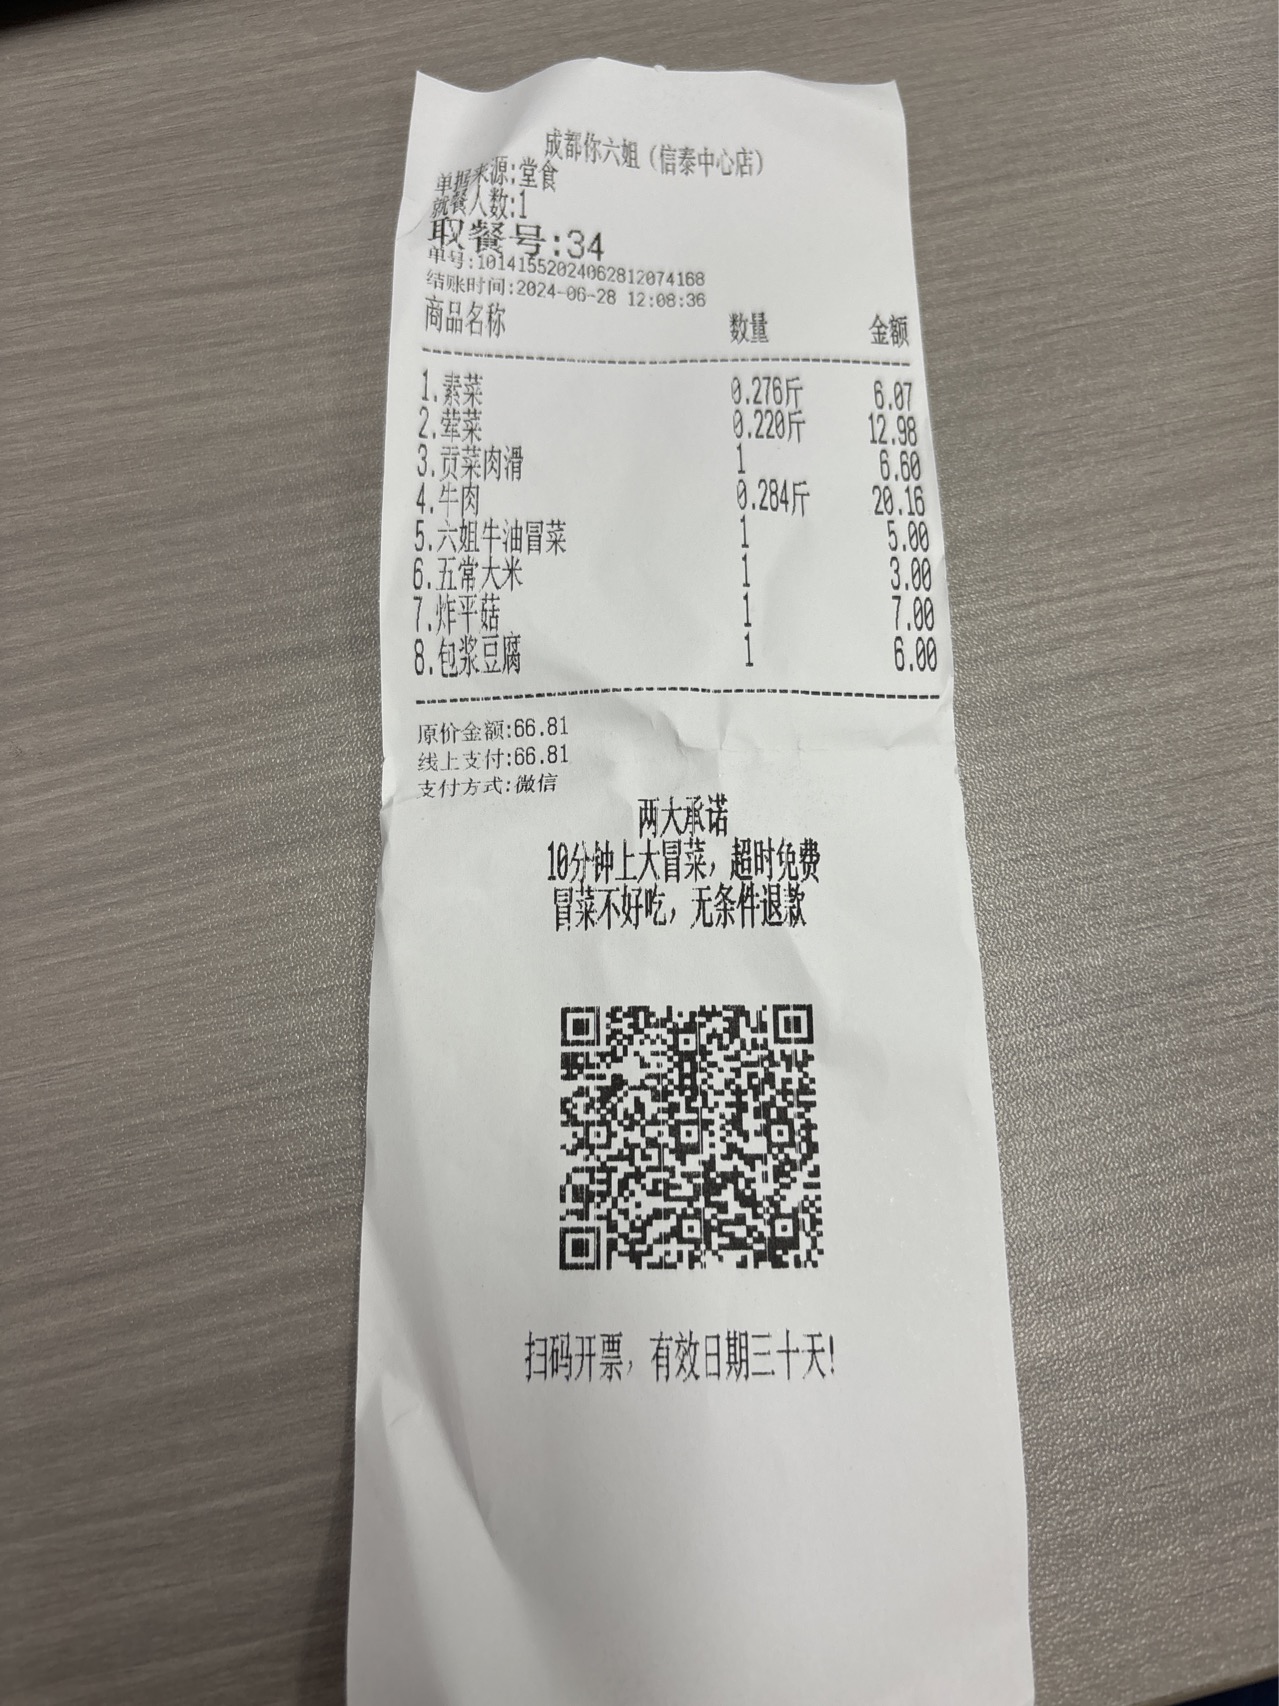 成都你六姐（信泰中心店）
单据来源:堂食
就餐人数:1
取餐号:34
单号:10141552024062812074168
结账时间:2024-06-28 12:08:36
商品名称 数量 金额
1.素菜 0.276斤 6.07
2.荤菜 0.220斤 12.98
3.贡菜肉滑 1 6.60
4.牛肉 0.284斤 20.16
5.六姐牛油冒菜 1 5.00
6.五常大米 1 3.00
7.炸平菇 1 7.00
8.包浆豆腐 1 6.00
原价金额:66.81
线上支付:66.81
支付方式:微信
两大承诺
10分钟上大冒菜，超时免费
冒菜不好吃，无条件退款
扫码开票，有效日期三十天!